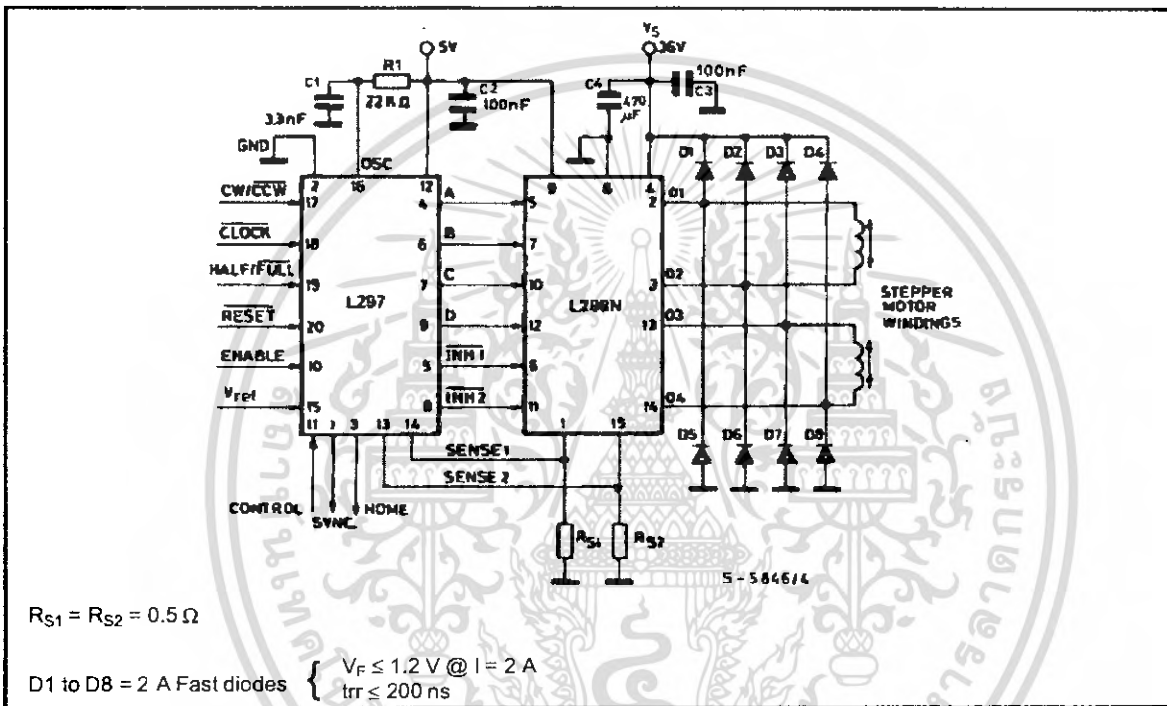 5V
Vs
36V
R1
C1
22KΩ
3.3nF
C2
100nF
C4
470
µF
100nF
C3
GND
OSC
D1
D2
D3
D4
2
16
12
9
8
4
CW/CCW
17
4
A
5
2
O1
CLOCK
18
6
B
7
3
O2
HALF/FULL
19
7
C
10
L297
L298N
STEPPER
MOTOR
WINDINGS
RESET
20
9
D
12
13
O3
ENABLE
10
5
INH1
6
Vref
15
8
INH2
11
14
O4
11
1
3
13
14
1
15
D5
D6
D7
D8
SENSE1
SENSE 2
CONTROL
SYNC
HOME
RS1
RS2
S-5846/4
RS1 = RS2 = 0.5 Ω
VF ≤ 1.2 V @ I = 2 A
D1 to D8 = 2 A Fast diodes {
trr ≤ 200 ns